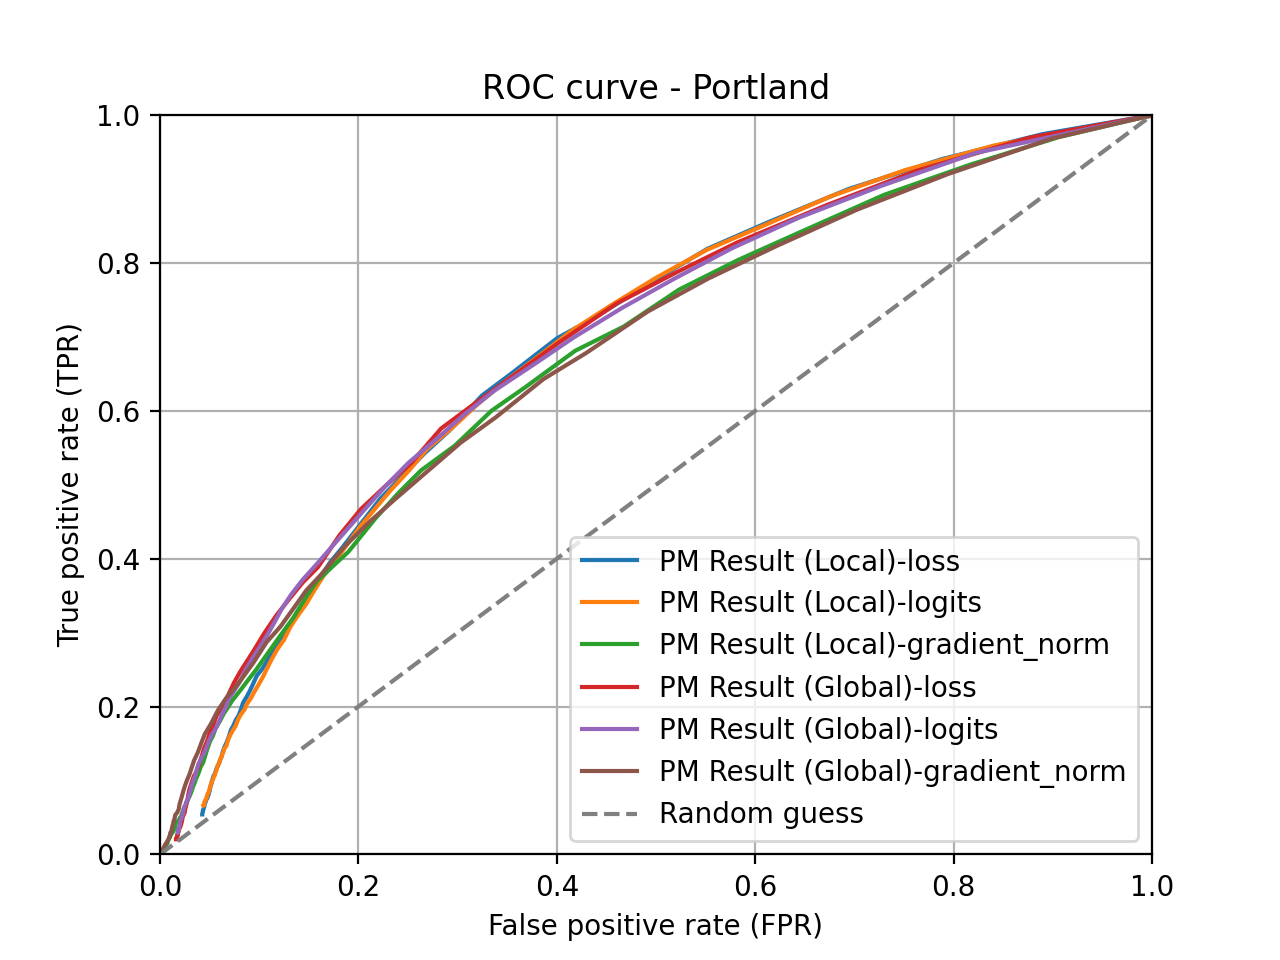 ROC curve - Portland
True positive rate (TPR)
1.0
0.8
0.6
0.4
0.2
0.0
PM Result (Local)-loss
PM Result (Local)-logits
PM Result (Local)-gradient_norm
PM Result (Global)-loss
PM Result (Global)-logits
PM Result (Global)-gradient_norm
Random guess
0.0 0.2 0.4 0.6 0.8 1.0
False positive rate (FPR)